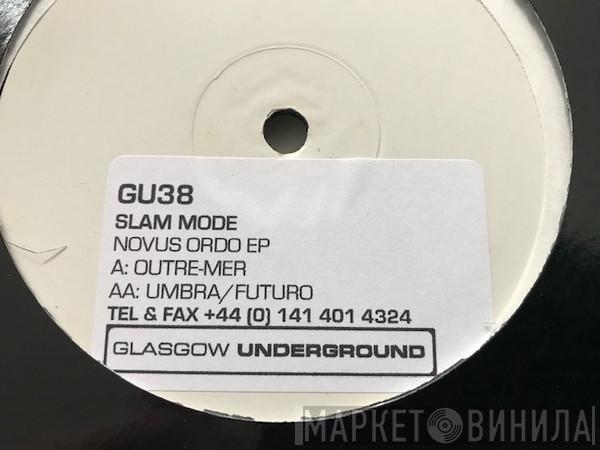 GU38
SLAM MODE
NOVUS ORDO EP
A: OUTRE-MER
AA: UMBRA/FUTURO
TEL & FAX +44 (0) 141 401 4324
GLASGOW UNDERGROUND
МАРКЕТ ВИНИЛА